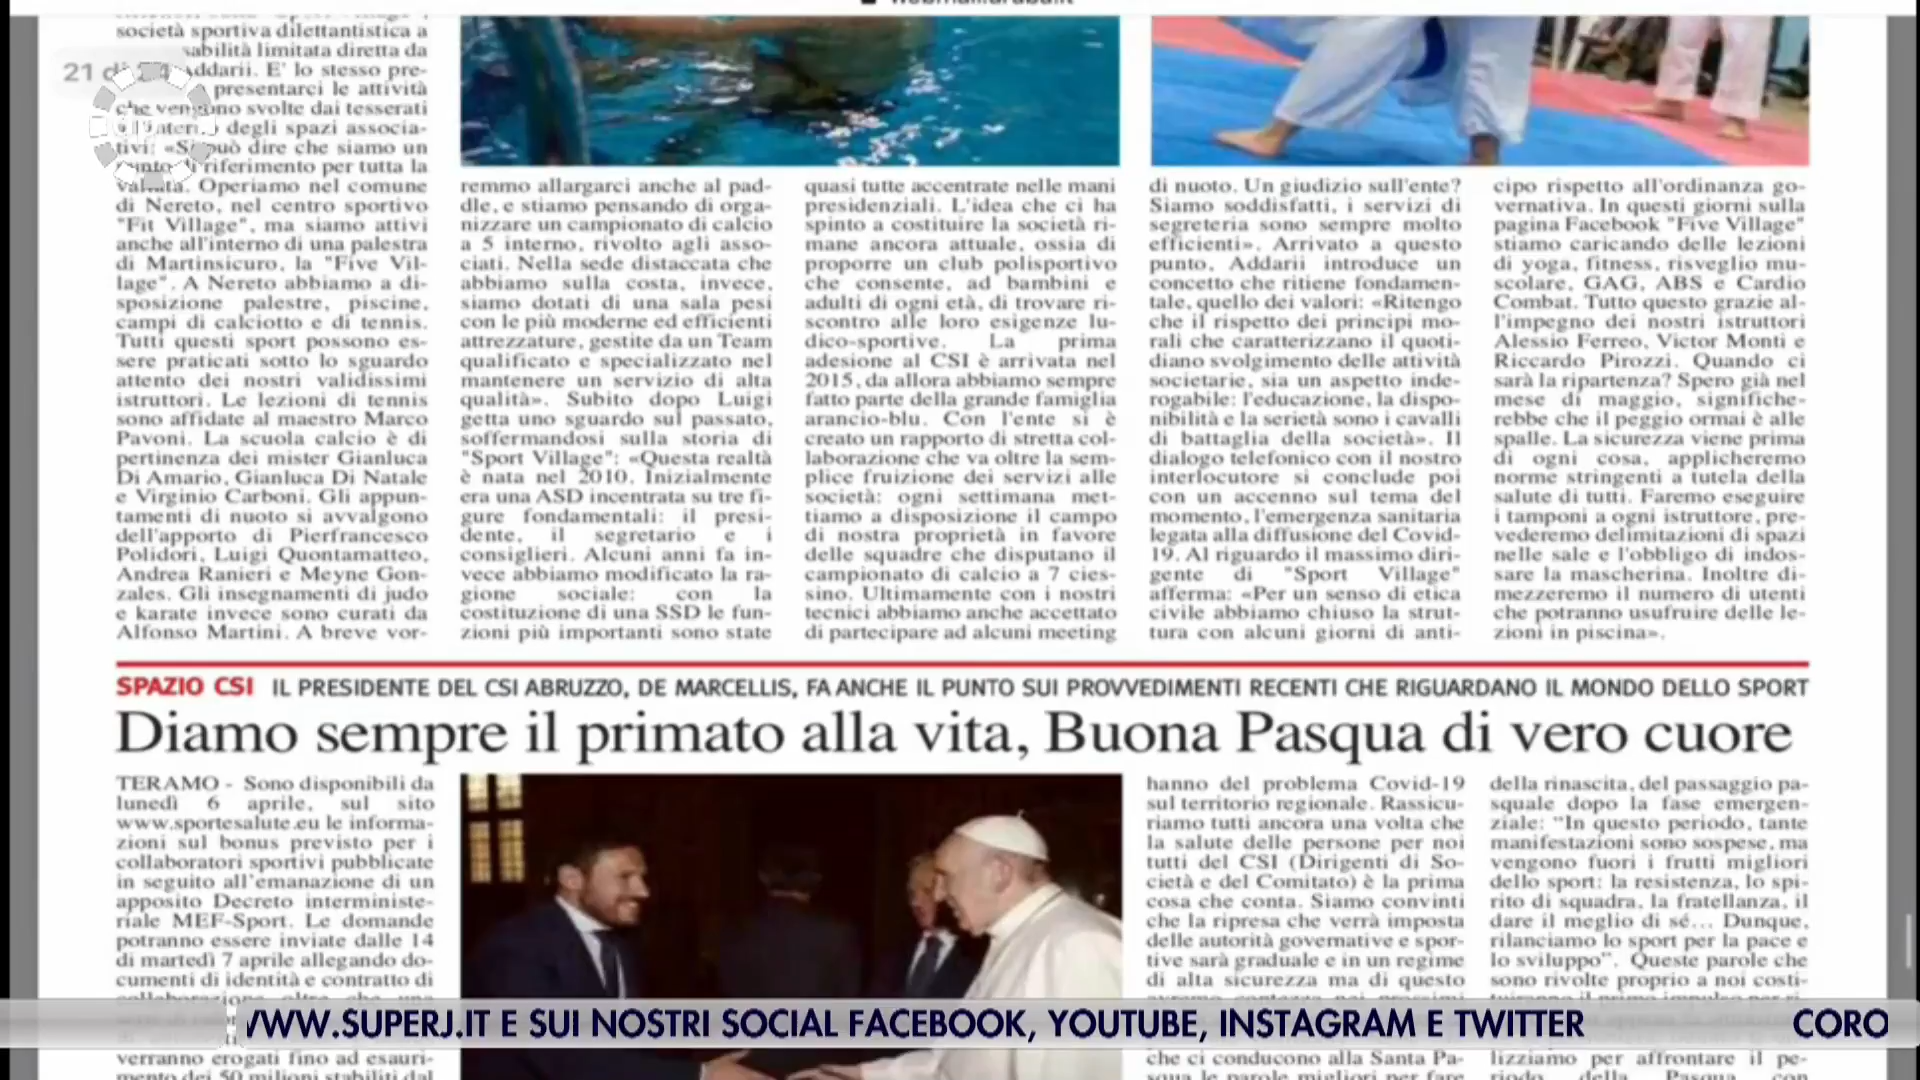 società sportiva dilettantistica a
sabilità limitata diretta da
Addarii. E' lo stesso pre-
presentarci le attività
che vengono svolte dai tesserati
degli spazi associa-
tivi: «Si può dire che siamo un
punto di riferimento per tutta la
vallata. Operiamo nel comune
di Nereto, nel centro sportivo
"Fit Village", ma siamo attivi
anche all'interno di una palestra
di Martinsicuro, la "Five Vil-
lage". A Nereto abbiamo a di-
sposizione palestre, piscine,
campi di calciotto e di tennis.
Tutti questi sport possono es-
sere praticati sotto lo sguardo
attento dei nostri validissimi
istruttori. Le lezioni di tennis
sono affidate al maestro Marco
Pavoni. La scuola calcio è di
pertinenza dei mister Gianluca
Di Amario, Gianluca Di Natale
e Virginio Carboni. Gli appun-
tamenti di nuoto si avvalgono
dell'apporto di Pierfrancesco
Polidori, Luigi Quontamatteo,
Andrea Ranieri e Meyne Gon-
zales. Gli insegnamenti di judo
e karate invece sono curati da
Alfonso Martini. A breve vor-
remmo allargarci anche al pad-
dle, e stiamo pensando di orga-
nizzare un campionato di calcio
a 5 interno, rivolto agli asso-
ciati. Nella sede distaccata che
abbiamo sulla costa, invece,
siamo dotati di una sala pesi
con le più moderne ed efficienti
attrezzature, gestite da un Team
qualificato e specializzato nel
mantenere un servizio di alta
qualità». Subito dopo Luigi
getta uno sguardo sul passato,
soffermandosi sulla storia di
"Sport Village": «Questa realtà
è nata nel 2010. Inizialmente
era una ASD incentrata su tre fi-
gure fondamentali: il presi-
dente, il segretario e i
consiglieri. Alcuni anni fa in-
vece abbiamo modificato la ra-
gione sociale: con la
costituzione di una SSD le fun-
zioni più importanti sono state
quasi tutte accentrate nelle mani
presidenziali. L'idea che ci ha
spinto a costituire la società ri-
mane ancora attuale, ossia di
proporre un club polisportivo
che consente, ad bambini e
adulti di ogni età, di trovare ri-
scontro alle loro esigenze lu-
dico-sportive. La prima
adesione al CSI è arrivata nel
2015, da allora abbiamo sempre
fatto parte della grande famiglia
arancio-blu. Con l'ente si è
creato un rapporto di stretta col-
laborazione che va oltre la sem-
plice fruizione dei servizi alle
società: ogni settimana met-
tiamo a disposizione il campo
di nostra proprietà in favore
delle squadre che disputano il
campionato di calcio a 7 cies-
sino. Ultimamente con i nostri
tecnici abbiamo anche accettato
di partecipare ad alcuni meeting
di nuoto. Un giudizio sull'ente?
Siamo soddisfatti, i servizi di
segreteria sono sempre molto
efficienti». Arrivato a questo
punto, Addarii introduce un
concetto che ritiene fondamen-
tale, quello dei valori: «Ritengo
che il rispetto dei principi mo-
rali che caratterizzano il quoti-
diano svolgimento delle attività
societarie, sia un aspetto inde-
rogabile: l'educazione, la dispo-
nibilità e la serietà sono i cavalli
di battaglia della società». Il
dialogo telefonico con il nostro
interlocutore si conclude poi
con un accenno sul tema del
momento, l'emergenza sanitaria
legata alla diffusione del Covid-
19. Al riguardo il massimo diri-
gente di "Sport Village"
afferma: «Per un senso di etica
civile abbiamo chiuso la strut-
tura con alcuni giorni di anti-
cipo rispetto all'ordinanza go-
vernativa. In questi giorni sulla
pagina Facebook "Five Village"
stiamo caricando delle lezioni
di yoga, fitness, risveglio mu-
scolare, GAG, ABS e Cardio
Combat. Tutto questo grazie al-
l'impegno dei nostri istruttori
Alessio Ferreo, Victor Monti e
Riccardo Pirozzi. Quando ci
sarà la ripartenza? Spero già nel
mese di maggio, significhe-
rebbe che il peggio ormai è alle
spalle. La sicurezza viene prima
di ogni cosa, applicheremo
norme stringenti a tutela della
salute di tutti. Faremo eseguire
i tamponi a ogni istruttore, pre-
vederemo delimitazioni di spazi
nelle sale e l'obbligo di indos-
sare la mascherina. Inoltre di-
mezzeremo il numero di utenti
che potranno usufruire delle le-
zioni in piscina».
SPAZIO CSI IL PRESIDENTE DEL CSI ABRUZZO, DE MARCELLIS, FA ANCHE IL PUNTO SUI PROVVEDIMENTI RECENTI CHE RIGUARDANO IL MONDO DELLO SPORT
Diamo sempre il primato alla vita, Buona Pasqua di vero cuore
TERAMO - Sono disponibili da
lunedì 6 aprile, sul sito
www.sportesalute.eu le informa-
zioni sul bonus previsto per i
collaboratori sportivi pubblicate
in seguito all'emanazione di un
apposito Decreto interministe-
riale MEF-Sport. Le domande
potranno essere inviate dalle 14
di martedì 7 aprile allegando do-
cumenti di identità e contratto di
verranno erogati fino ad esauri-
mento dei 50 milioni stabiliti dal
hanno del problema Covid-19
sul territorio regionale. Rassicu-
riamo tutti ancora una volta che
la salute delle persone per noi
tutti del CSI (Dirigenti di So-
cietà e del Comitato) è la prima
cosa che conta. Siamo convinti
che la ripresa che verrà imposta
delle autorità governative e spor-
tive sarà graduale e in un regime
di alta sicurezza ma di questo
che ci conducono alla Santa Pa-
squa le parole migliori per fare
della rinascita, del passaggio pa-
squale dopo la fase emergen-
ziale: "In questo periodo, tante
manifestazioni sono sospese, ma
vengono fuori i frutti migliori
dello sport: la resistenza, lo spi-
rito di squadra, la fratellanza, il
dare il meglio di sé... Dunque,
rilanciamo lo sport per la pace e
lo sviluppo". Queste parole che
sono rivolte proprio a noi costi-
lizziamo per affrontare il pe-
riodo della Pasqua con
WWW.SUPERJ.IT E SUI NOSTRI SOCIAL FACEBOOK, YOUTUBE, INSTAGRAM E TWITTER CORO